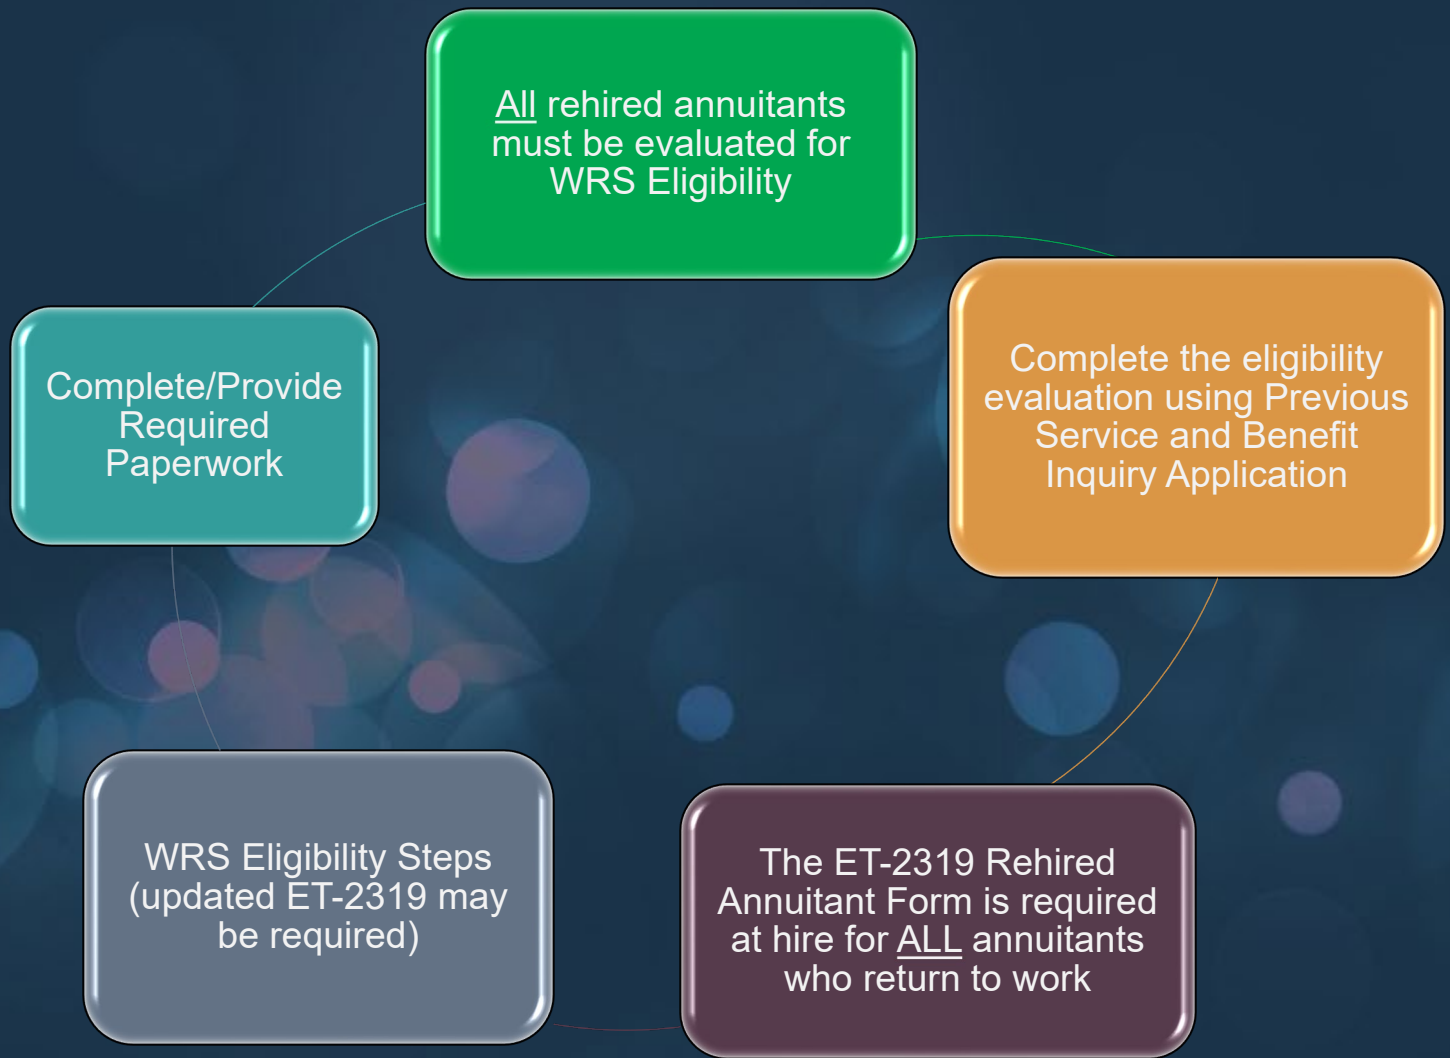 All rehired annuitants
must be evaluated for
WRS Eligibility
Complete the eligibility
evaluation using Previous
Service and Benefit
Inquiry Application
The ET-2319 Rehired
Annuitant Form is required
at hire for ALL annuitants
who return to work
WRS Eligibility Steps
(updated ET-2319 may
be required)
Complete/Provide
Required
Paperwork